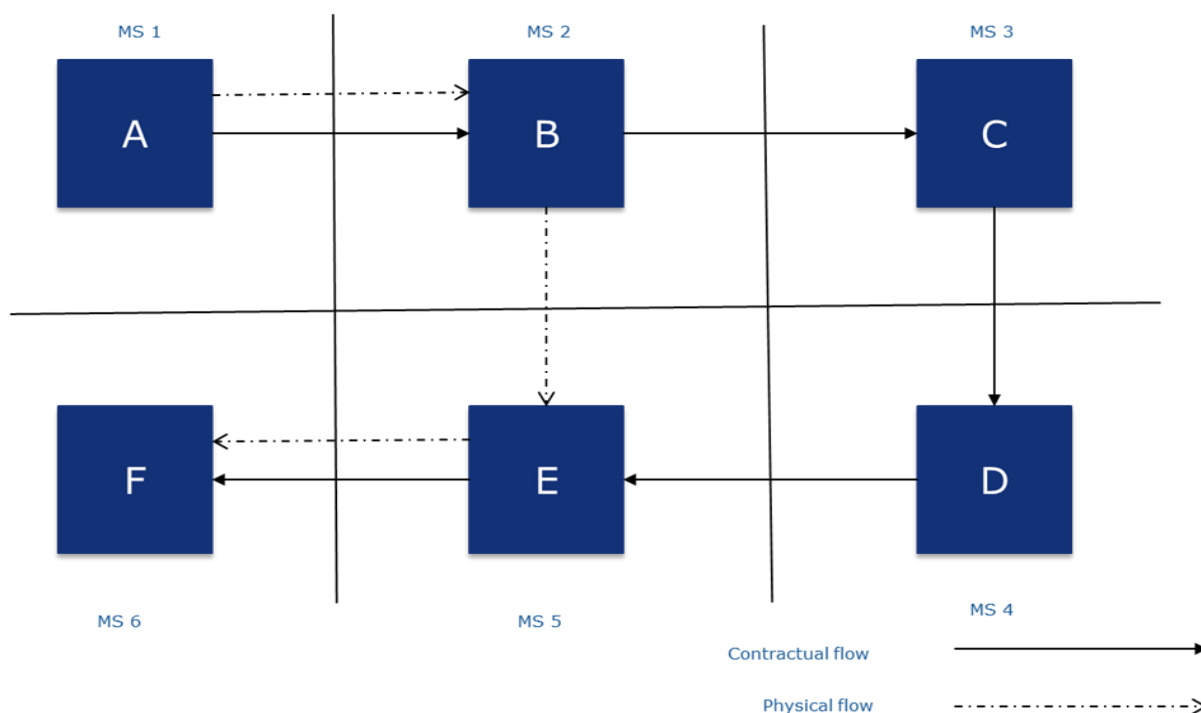 MS 1
MS 2
MS 3
A
B
C
F
E
D
MS 6
MS 5
MS 4
Contractual flow
Physical flow